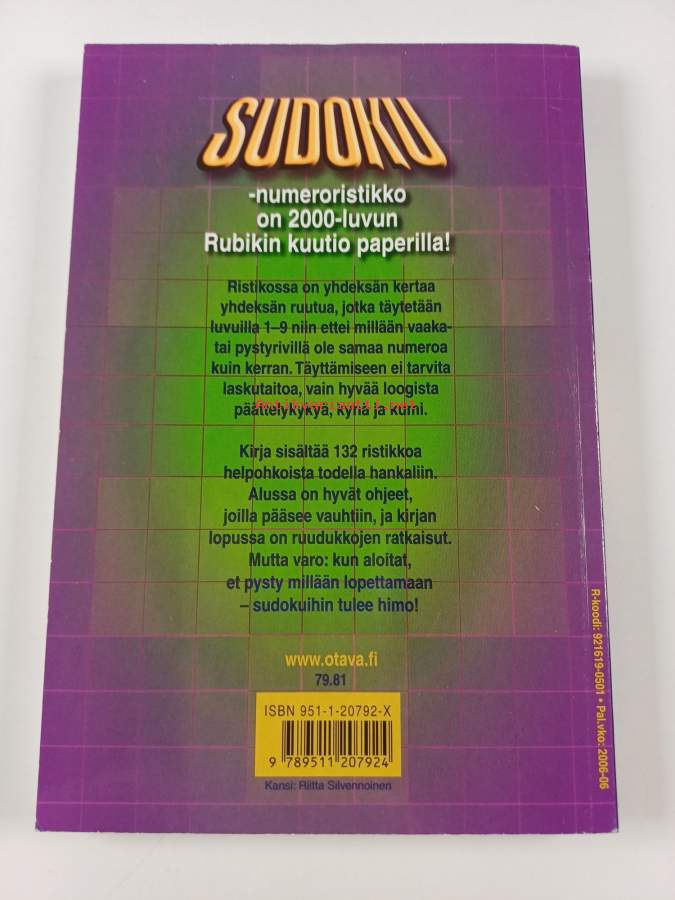 SUDOKU
-numeroristikko
on 2000-luvun
Rubikin kuutio paperilla!
Ristikossa on yhdeksän kertaa
yhdeksän ruutua, jotka täytetään
luvuilla 1–9 niin ettei millään vaaka-
tai pystyrivillä ole samaa numeroa
kuin kerran. Täyttämiseen ei tarvita
laskutaitoa, vain hyvää loogista
Antikvariaatti.net
päättelykykyä, kynä ja kumi.
Kirja sisältää 132 ristikkoa
helpohkoista todella hankaliin.
Alussa on hyvät ohjeet,
joilla pääsee vauhtiin, ja kirjan
lopussa on ruudukkojen ratkaisut.
Mutta varo: kun aloitat,
et pysty millään lopettamaan
– sudokuihin tulee himo!
www.otava.fi
79.81
ISBN 951-1-20792-X
9 789511 207924
Kansi: Riitta Silvennoinen
R-koodi: 921619-0501 • Pal.vko: 2006-06